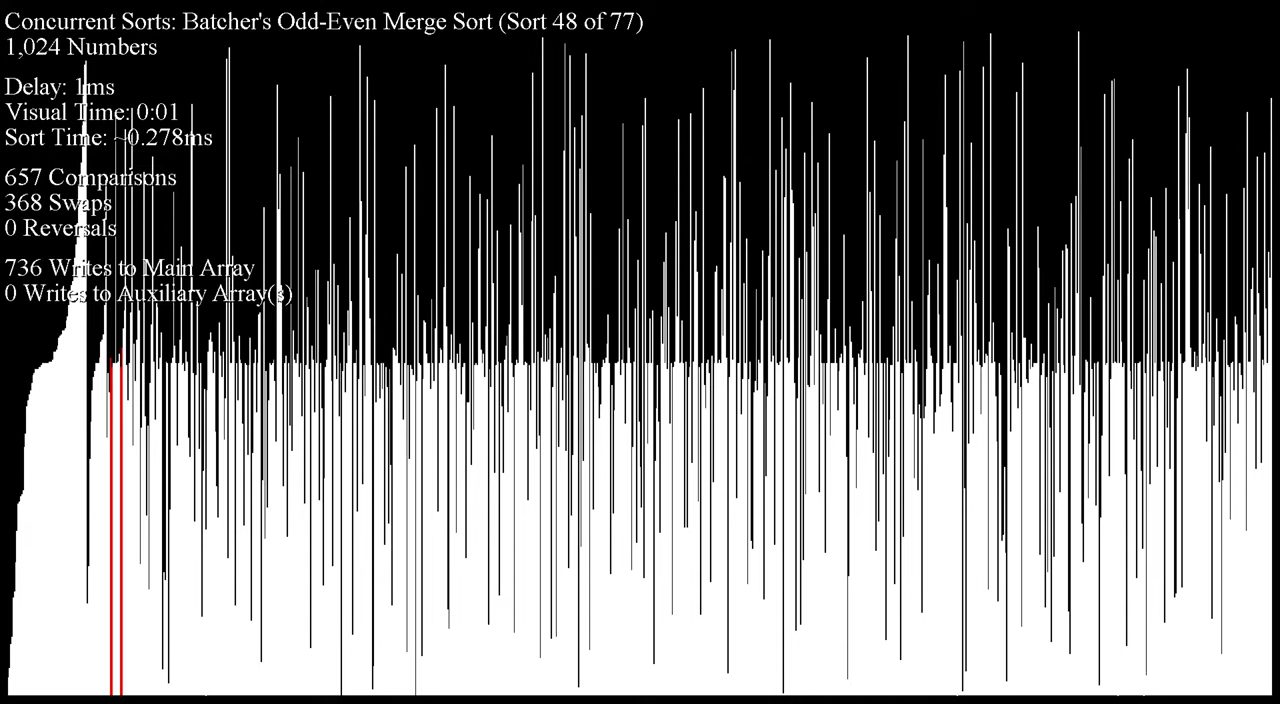 Concurrent Sorts: Batcher's Odd-Even Merge Sort (Sort 48 of 77)
1,024 Numbers
Delay: 1ms
Visual Time: 0:01
Sort Time: ~0.278ms
657 Comparisons
368 Swaps
0 Reversals
736 Writes to Main Array
0 Writes to Auxiliary Array(s)